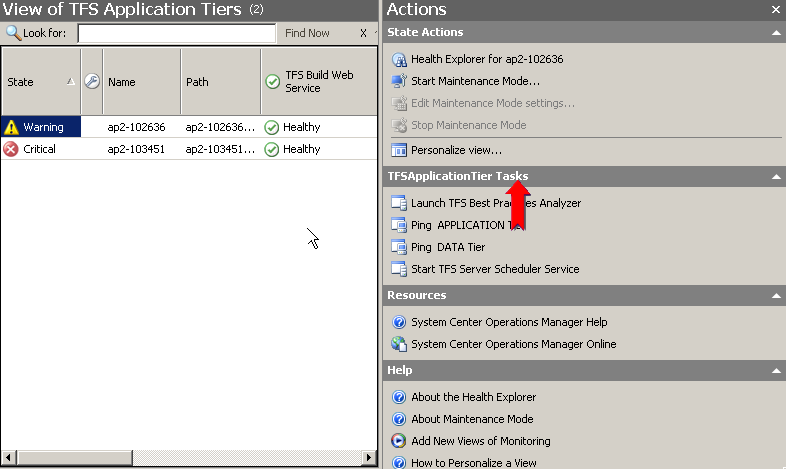 View of TFS Application Tiers (2)
Look for: Find Now X
State Name Path TFS Build Web Service
Warning ap2-102636 ap2-102636... Healthy
Critical ap2-103451 ap2-103451... Healthy
Actions
State Actions
Health Explorer for ap2-102636
Start Maintenance Mode...
Edit Maintenance Mode settings...
Stop Maintenance Mode
Personalize view...
TFSApplicationTier Tasks
Launch TFS Best Analyzer
Ping APPLICATION
Ping DATA Tier
Start TFS Server Scheduler Service
Resources
System Center Operations Manager Help
System Center Operations Manager Online
Help
About the Health Explorer
About Maintenance Mode
Add New Views of Monitoring
How to Personalize a View